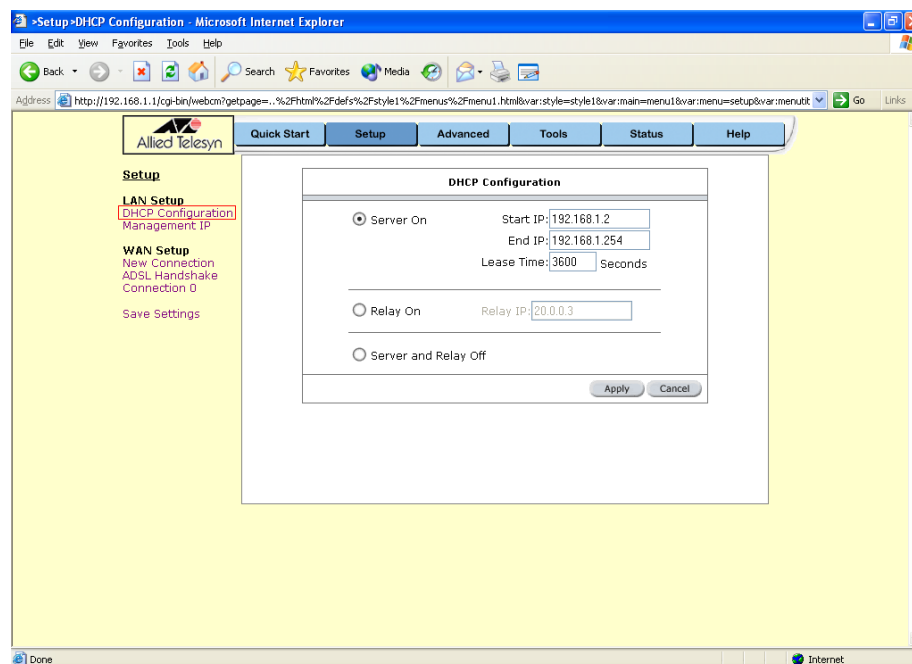 >Setup>DHCP Configuration - Microsoft Internet Explorer
File Edit View Favorites Tools Help
Back Search Favorites Media
Address http://192.168.1.1/cgi-bin/webcm?getpage=..%2Fhtml%2Fdefs%2Fstyle1%2Fmenus%2Fmenu1.html&var:style=style1&var:main=menu1&var:menu=setup&var:menutit Go Links
Allied Telesyn
Quick Start Setup Advanced Tools Status Help
Setup
LAN Setup
DHCP Configuration
Management IP
WAN Setup
New Connection
ADSL Handshake
Connection 0
Save Settings
DHCP Configuration
Server On Start IP: 192.168.1.2
End IP: 192.168.1.254
Lease Time: 3600 Seconds
Relay On Relay IP: 20.0.0.3
Server and Relay Off
Apply Cancel
Done Internet